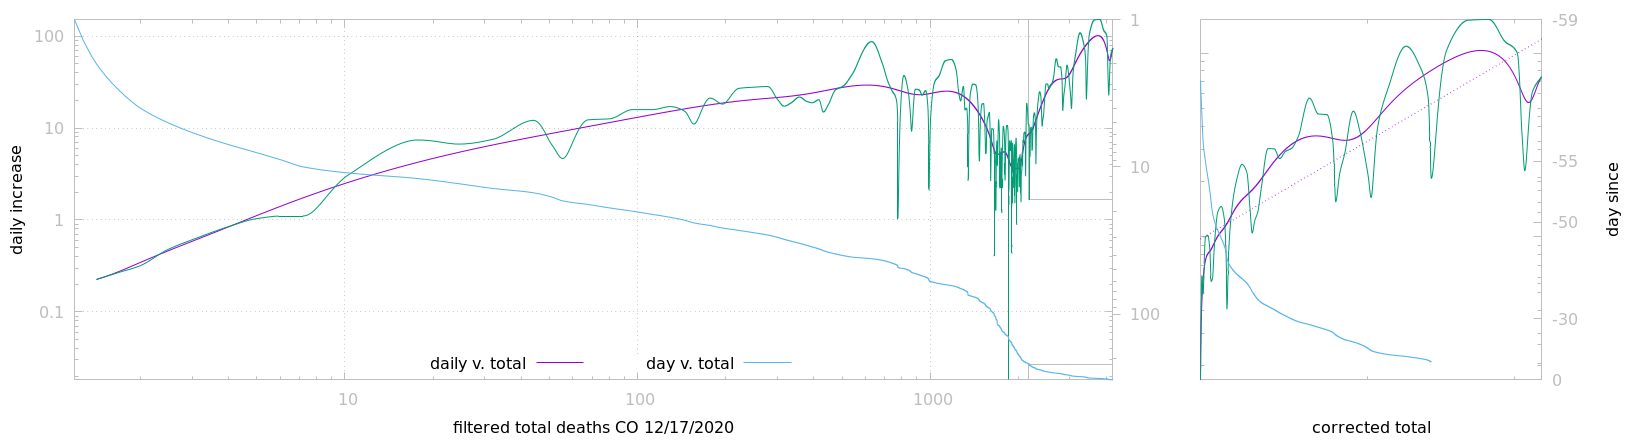 100
10
1
0.1
daily increase
daily v. total
day v. total
10
100
1000
filtered total deaths CO 12/17/2020
1
10
100
-59
-55
-50
-30
0
day since
corrected total